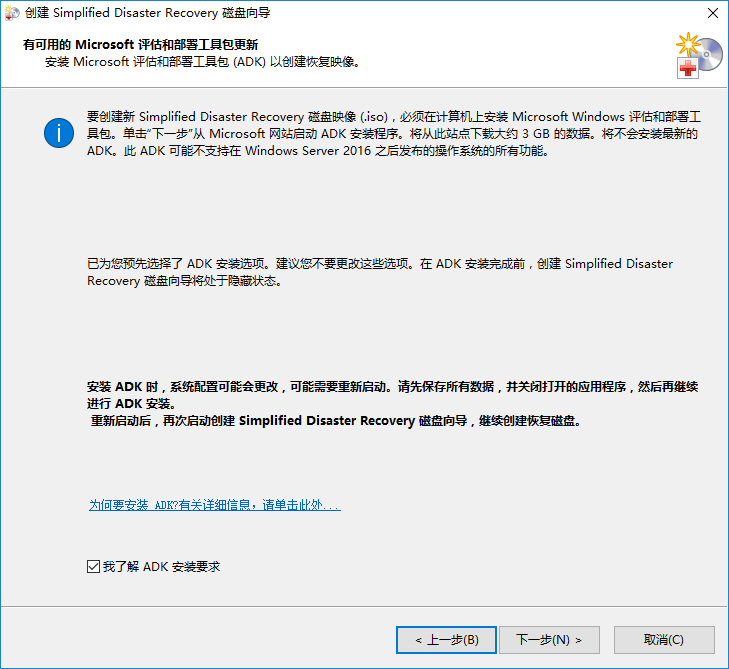 创建 Simplified Disaster Recovery 磁盘向导
有可用的 Microsoft 评估和部署工具包更新
安装 Microsoft 评估和部署工具包 (ADK) 以创建恢复映像。
要创建新 Simplified Disaster Recovery 磁盘映像 (.iso)，必须在计算机上安装 Microsoft Windows 评估和部署工
具包。单击“下一步”从 Microsoft 网站启动 ADK 安装程序。将从此站点下载大约 3 GB 的数据。将不会安装最新的
ADK。此 ADK 可能不支持在 Windows Server 2016 之后发布的操作系统的所有功能。
已为您预先选择了 ADK 安装选项。建议您不要更改这些选项。在 ADK 安装完成前，创建 Simplified Disaster
Recovery 磁盘向导将处于隐藏状态。
安装 ADK 时，系统配置可能会更改，可能需要重新启动。请先保存所有数据，并关闭打开的应用程序，然后再继续
进行 ADK 安装。
重新启动后，再次启动创建 Simplified Disaster Recovery 磁盘向导，继续创建恢复磁盘。
为何要安装 ADK?有关详细信息，请单击此处...
我了解 ADK 安装要求
< 上一步(B) 下一步(N) > 取消(C)